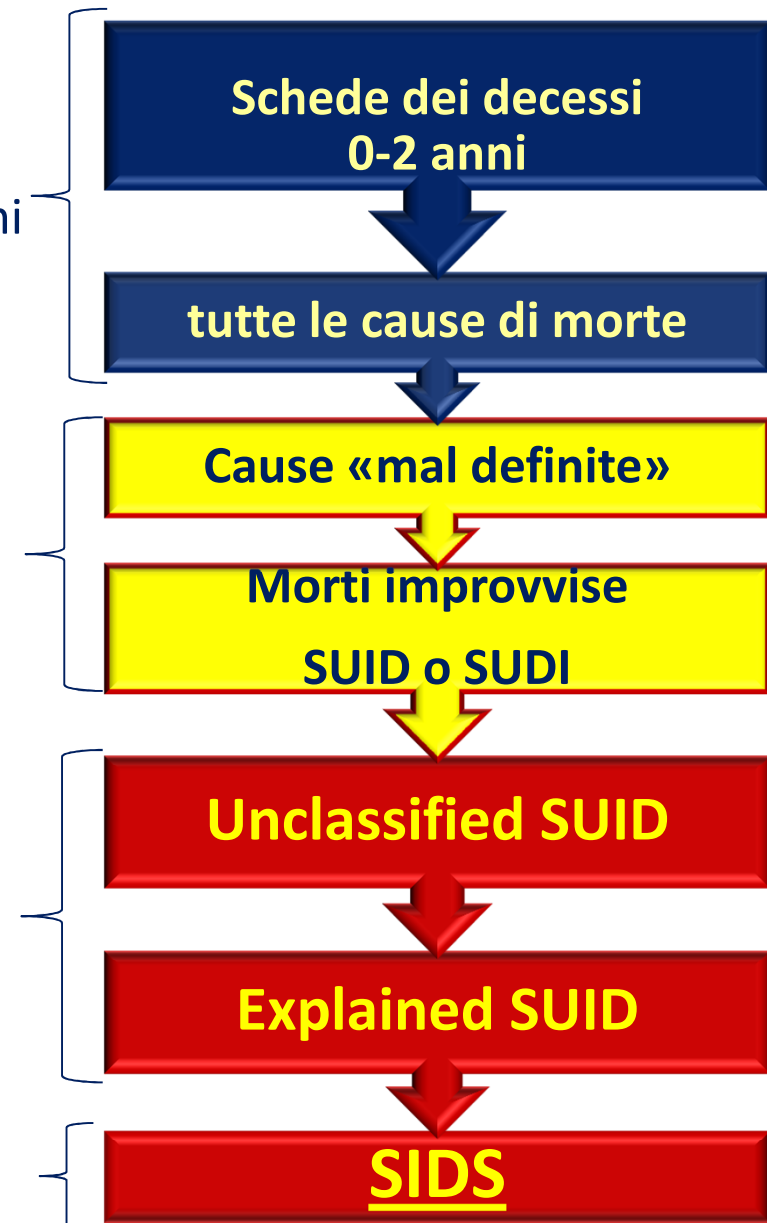 Schede dei decessi
0-2 anni
ni
tutte le cause di morte
Cause «mal definite»
Morti improvvise
SUID o SUDI
Unclassified SUID
Explained SUID
SIDS